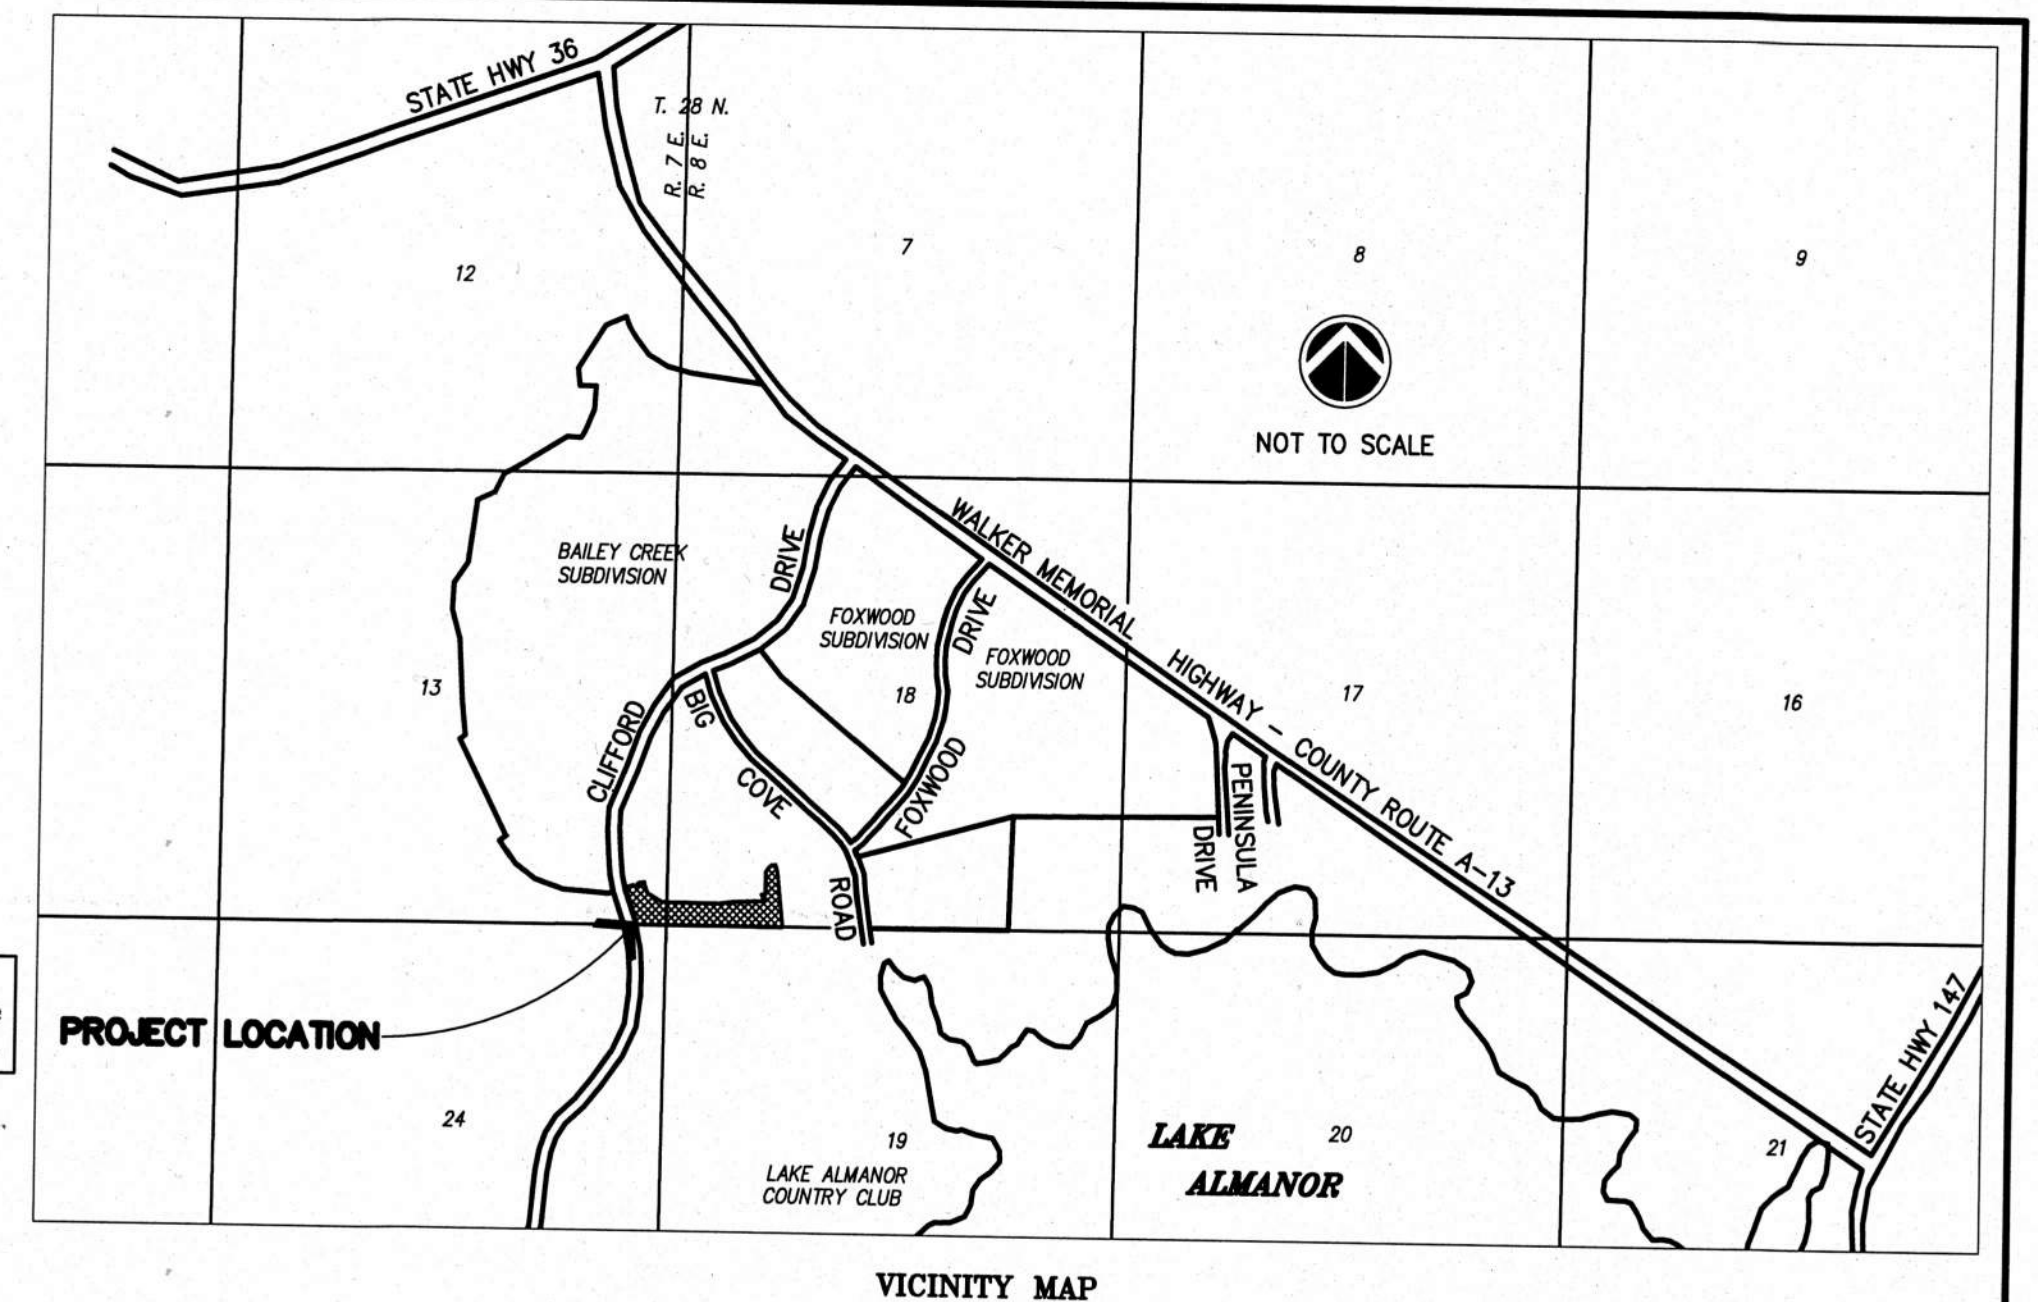 STATE HWY 36
T. 28 N.
R. 7 E.
R. 8 E.
12
7
8
9
NOT TO SCALE
WALKER MEMORIAL HIGHWAY - COUNTY ROUTE A-13
BAILEY CREEK
SUBDIVISION
DRIVE
FOXWOOD
SUBDIVISION
DRIVE
FOXWOOD
SUBDIVISION
13
18
17
16
CLIFFORD
BIG
COVE
ROAD
FOXWOOD
PENINSULA
DRIVE
PROJECT LOCATION
STATE HWY 147
24
19
LAKE ALMANOR
COUNTRY CLUB
LAKE
ALMANOR
20
21
VICINITY MAP